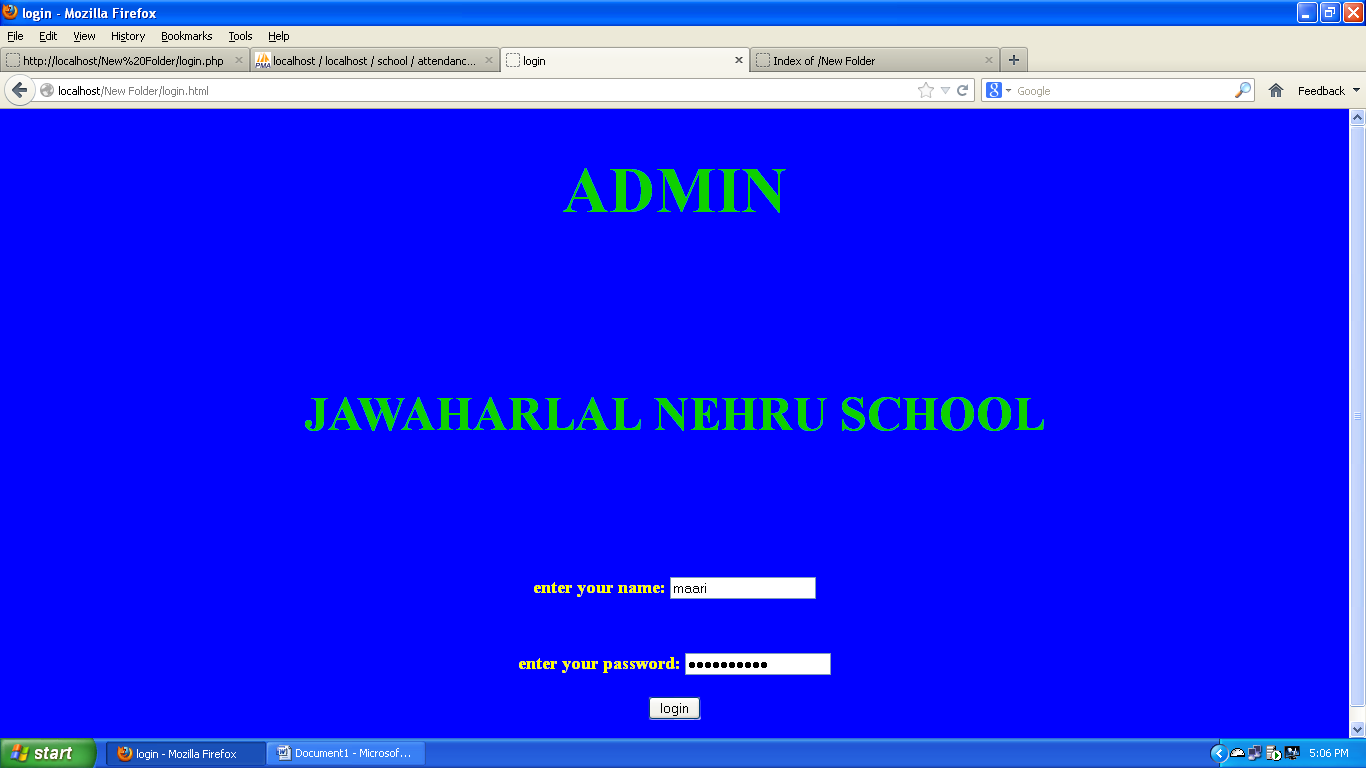 login - Mozilla Firefox
File Edit View History Bookmarks Tools Help
http://localhost/New%20Folder/login.php
PMA localhost / localhost / school / attendanc...
login
Index of /New Folder
localhost/New Folder/login.html
Google
Feedback
ADMIN
JAWAHARLAL NEHRU SCHOOL
enter your name: maari
enter your password: ●●●●●●●●●●
login
start login - Mozilla Firefox Document1 - Microsof... 5:06 PM